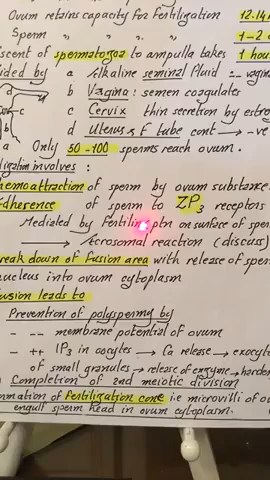 Ovum retains capacity for fertilization 12.14
Sperm ,, ,, ,, ,, 1-2
scent of spermatozoa to ampulla takes 1 hou
ided by a Alkaline seminal fluid :- vagin
b Vagina : semen coagulates
c Cervix thin secretion by estro
d Uterus & F tube cont → -ve
a Only 50-100 sperms reach ovum.
lization involves :
hemoattraction of sperm by ovum substance
dherence of sperm to ZP3 receptors
Mediated by Fertilin ptn on surface of sper
→ Acrosomal reaction (discuss)
reak down of fusion area with release of sper
nucleus into ovum cytoplasm
usion leads to
Prevention of polyspermy by
- -- membrane potential of ovum
- ++ IP3 in oocytes → Ca release → exocyt
of small granules → release of enzyme → harden
Completion of 2nd meiotic division
rmation of fertilization cone i.e microvilli of ov
engulf sperm head in ovum cytoplasm.